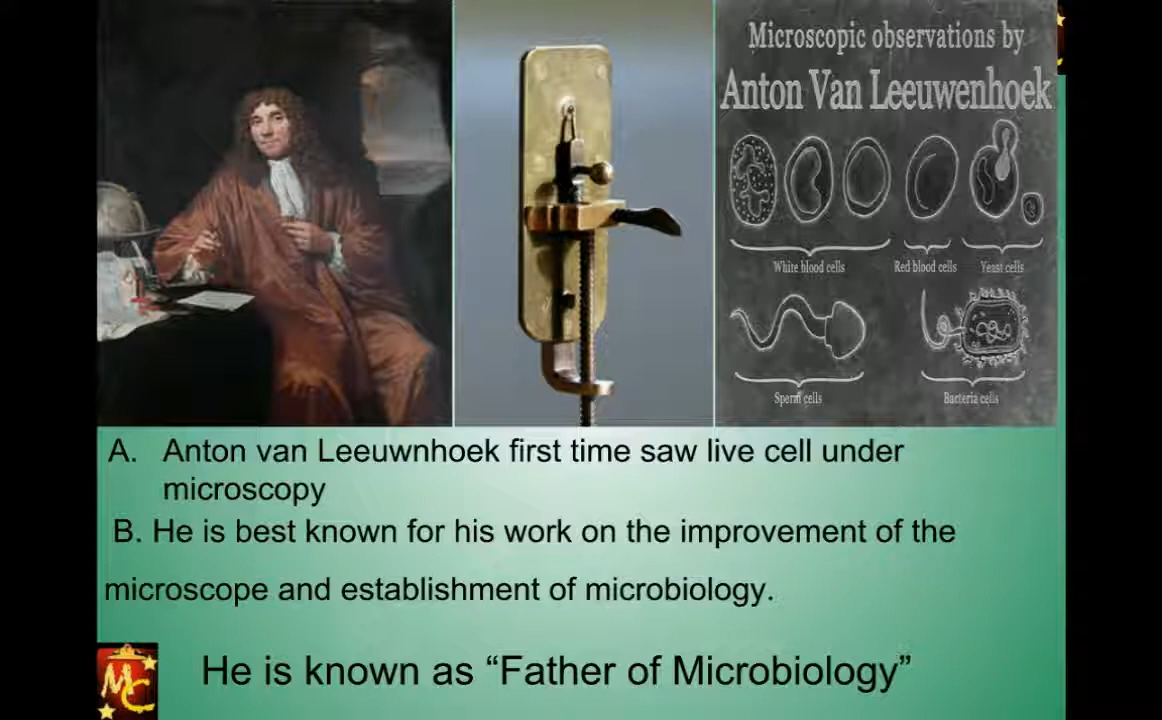 Microscopic observations by
Anton Van Leeuwenhoek
White blood cells
Red blood cells
Yeast cells
Sperm cells
Bacteria cells
A. Anton van Leeuwnhoek first time saw live cell under
microscopy
B. He is best known for his work on the improvement of the
microscope and establishment of microbiology.
He is known as “Father of Microbiology”
MC